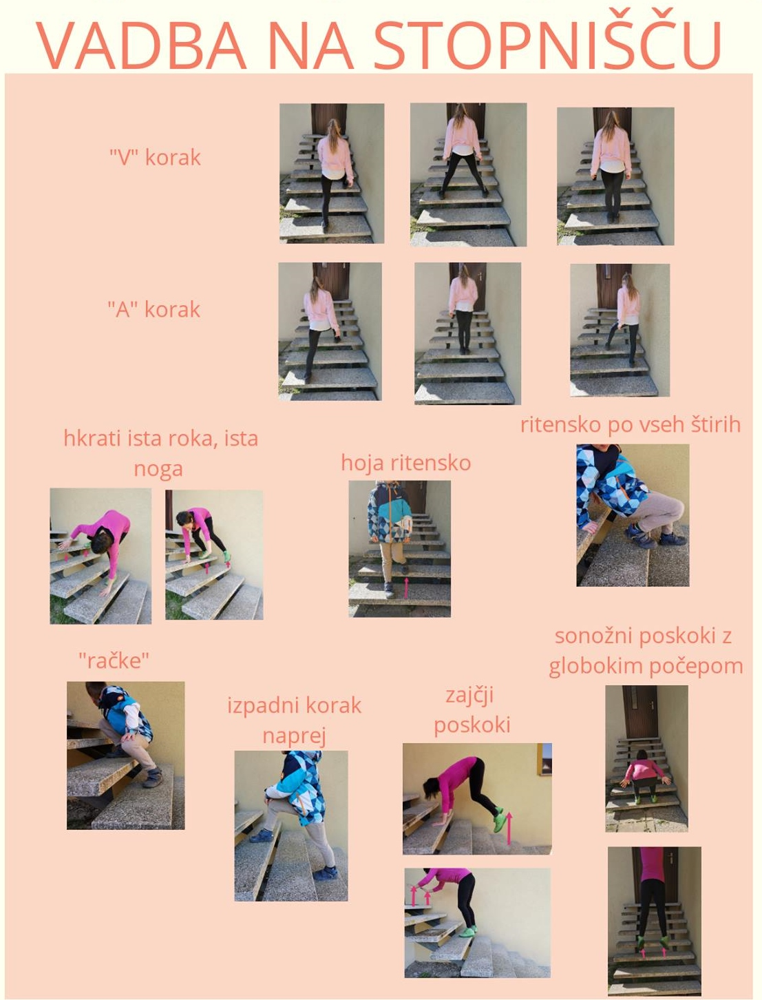 VADBA NA STOPNIŠČU
"V" korak
"A" korak
hkrati ista roka, ista
noga
hoja ritensko
ritensko po vseh štirih
"račke"
izpadni korak
naprej
zajčji
poskoki
sonožni poskoki z
globokim počepom